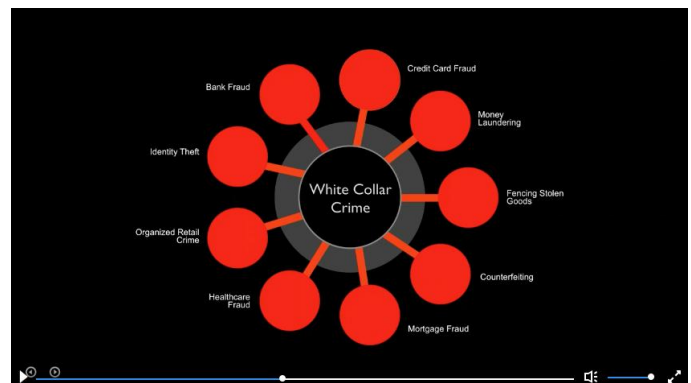 Credit Card Fraud
Bank Fraud
Money
Laundering
Identity Theft
White Collar
Crime
Fencing Stolen
Goods
Organized Retail
Crime
Counterfeiting
Healthcare
Fraud
Mortgage Fraud